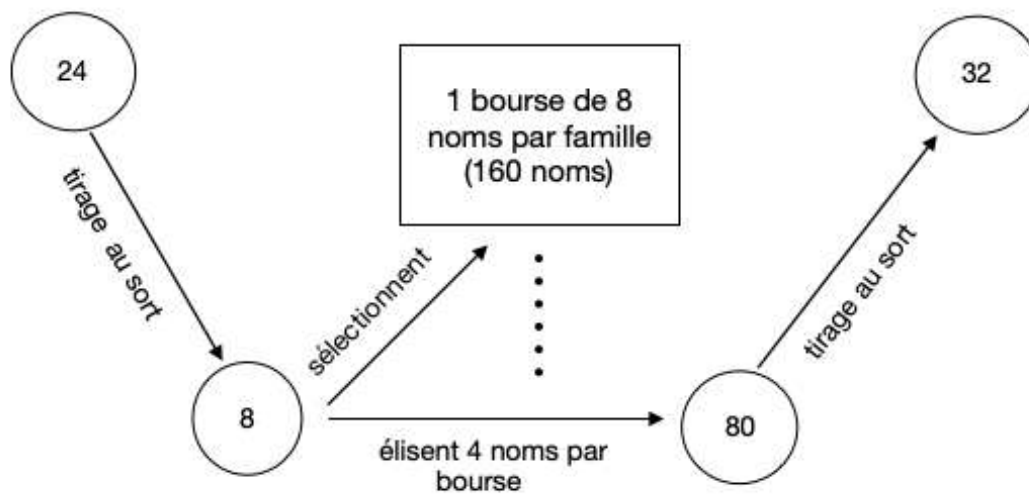 24
tirage au sort
8
sélectionnent
1 bourse de 8
noms par famille
(160 noms)
élisent 4 noms par
bourse
80
tirage au sort
32